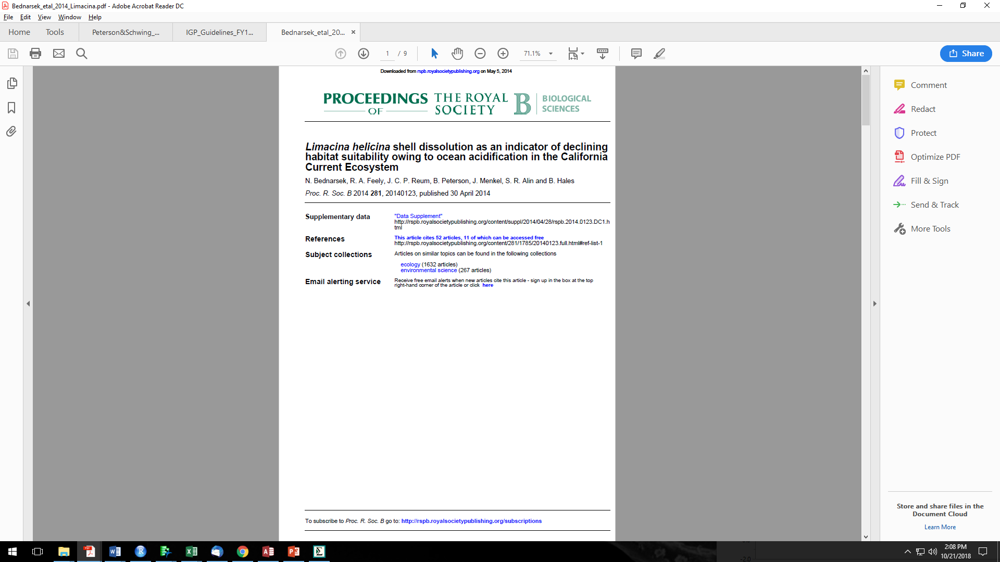 Bednarsek_etal_2014_Limacina.pdf - Adobe Acrobat Reader DC
File Edit View Window Help
Home Tools Peterson&Schwing_... IGP_Guidelines_FY1... Bednarsek_etal_20...
1 / 9 71.1% Share
Downloaded from rspb.royalsocietypublishing.org on May 5, 2014
PROCEEDINGS OF THE ROYAL SOCIETY B BIOLOGICAL SCIENCES
Limacina helicina shell dissolution as an indicator of declining
habitat suitability owing to ocean acidification in the California
Current Ecosystem
N. Bednarsek, R. A. Feely, J. C. P. Reum, B. Peterson, J. Menkel, S. R. Alin and B. Hales
Proc. R. Soc. B 2014 281, 20140123, published 30 April 2014
Supplementary data
"Data Supplement"
http://rspb.royalsocietypublishing.org/content/suppl/2014/04/28/rspb.2014.0123.DC1.h
tml
References
This article cites 52 articles, 11 of which can be accessed free
http://rspb.royalsocietypublishing.org/content/281/1785/20140123.full.html#ref-list-1
Subject collections
Articles on similar topics can be found in the following collections
ecology (1632 articles)
environmental science (267 articles)
Email alerting service
Receive free email alerts when new articles cite this article - sign up in the box at the top
right-hand corner of the article or click here
To subscribe to Proc. R. Soc. B go to: http://rspb.royalsocietypublishing.org/subscriptions
Comment
Redact
Protect
Optimize PDF
Fill & Sign
Send & Track
More Tools
Store and share files in the
Document Cloud
Learn More
2:08 PM
10/21/2018
-2.0